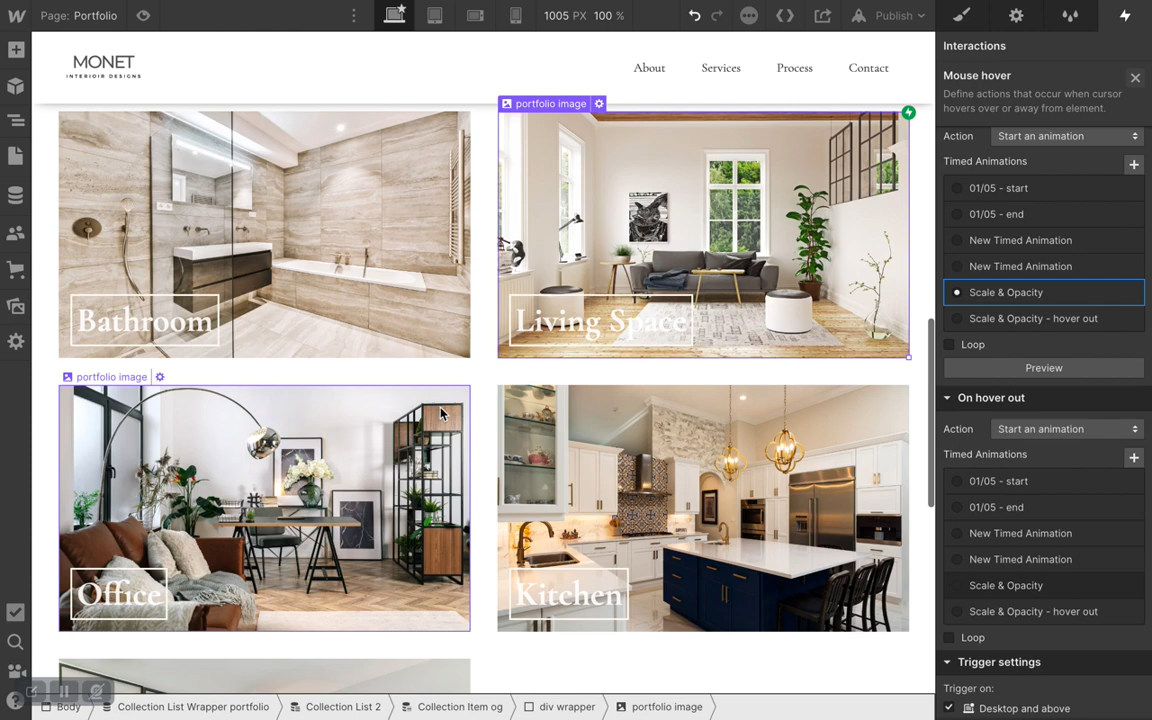 Page: Portfolio
1005 PX 100 %
Publish
Interactions
Mouse hover
Define actions that occur when cursor
hovers over or away from element.
MONET
INTERIOIR DESIGNS
About
Services
Process
Contact
portfolio image
Bathroom
Living Space
portfolio image
Office
Kitchen
Action
Start an animation
Timed Animations
01/05 - start
01/05 - end
New Timed Animation
New Timed Animation
Scale & Opacity
Scale & Opacity - hover out
Loop
Preview
On hover out
Action
Start an animation
Timed Animations
01/05 - start
01/05 - end
New Timed Animation
New Timed Animation
Scale & Opacity
Scale & Opacity - hover out
Loop
Trigger settings
Trigger on:
Desktop and above
Body
Collection List Wrapper portfolio
Collection List 2
Collection Item og
div wrapper
portfolio image